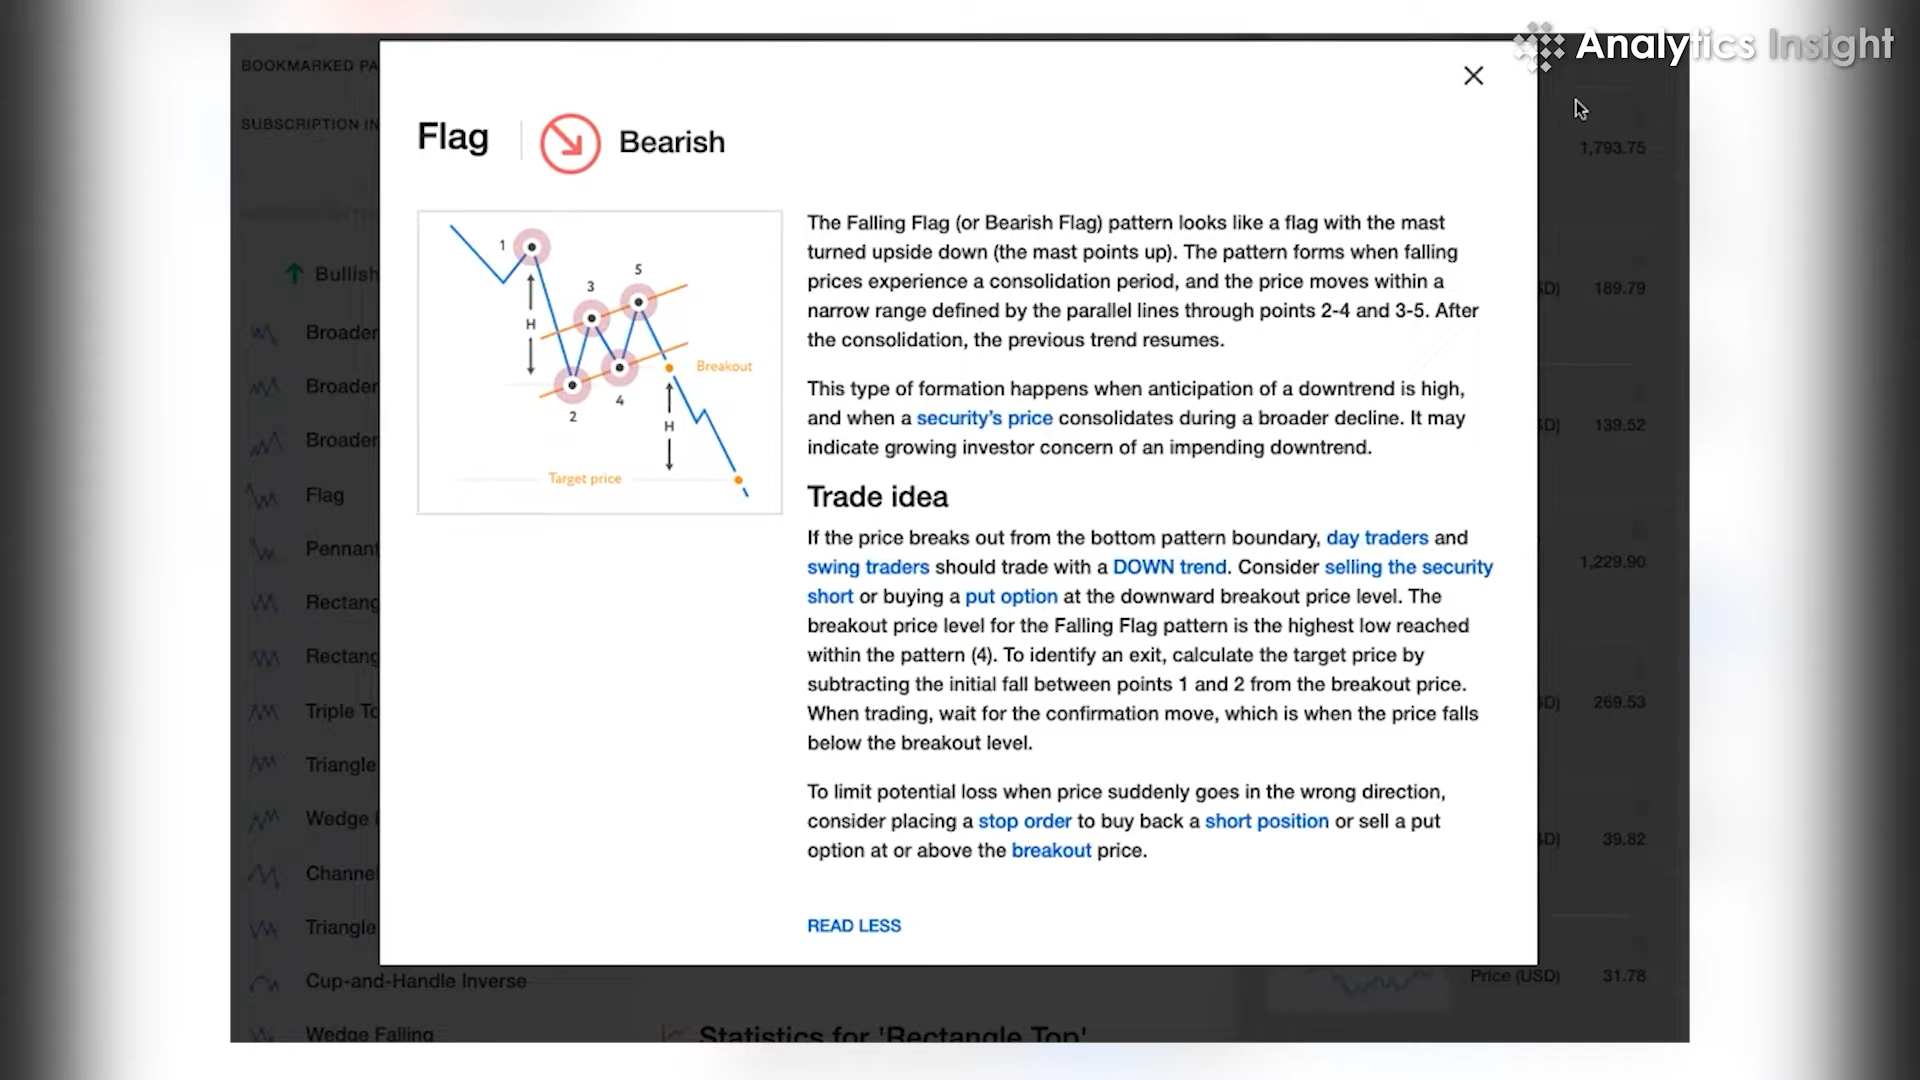 Analytics Insight
BOOKMARKED PA
SUBSCRIPTION IN
Flag
Bearish
1,793.75
1
3
5
H
2
4
Breakout
H
Target price
The Falling Flag (or Bearish Flag) pattern looks like a flag with the mast
turned upside down (the mast points up). The pattern forms when falling
prices experience a consolidation period, and the price moves within a
narrow range defined by the parallel lines through points 2-4 and 3-5. After
the consolidation, the previous trend resumes.
This type of formation happens when anticipation of a downtrend is high,
and when a security's price consolidates during a broader decline. It may
indicate growing investor concern of an impending downtrend.
Trade idea
If the price breaks out from the bottom pattern boundary, day traders and
swing traders should trade with a DOWN trend. Consider selling the security
short or buying a put option at the downward breakout price level. The
breakout price level for the Falling Flag pattern is the highest low reached
within the pattern (4). To identify an exit, calculate the target price by
subtracting the initial fall between points 1 and 2 from the breakout price.
When trading, wait for the confirmation move, which is when the price falls
below the breakout level.
To limit potential loss when price suddenly goes in the wrong direction,
consider placing a stop order to buy back a short position or sell a put
option at or above the breakout price.
READ LESS
Bullish
Broader
Broader
Broader
Flag
Pennant
Rectang
Rectang
Triple To
Triangle
Wedge
Channel
Triangle
Cup-and-Handle Inverse
Wedge Falling
SD) 189.79
SD) 139.52
1,229.90
SD) 269.53
SD) 39.82
Price (USD) 31.78
Statistics for 'Rectangle Top'